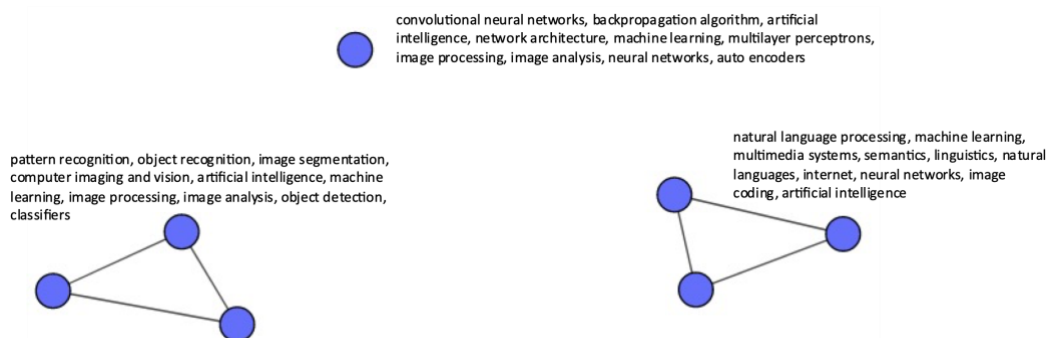 convolutional neural networks, backpropagation algorithm, artificial
intelligence, network architecture, machine learning, multilayer perceptrons,
image processing, image analysis, neural networks, auto encoders
pattern recognition, object recognition, image segmentation,
computer imaging and vision, artificial intelligence, machine
learning, image processing, image analysis, object detection,
classifiers
natural language processing, machine learning,
multimedia systems, semantics, linguistics, natural
languages, internet, neural networks, image
coding, artificial intelligence